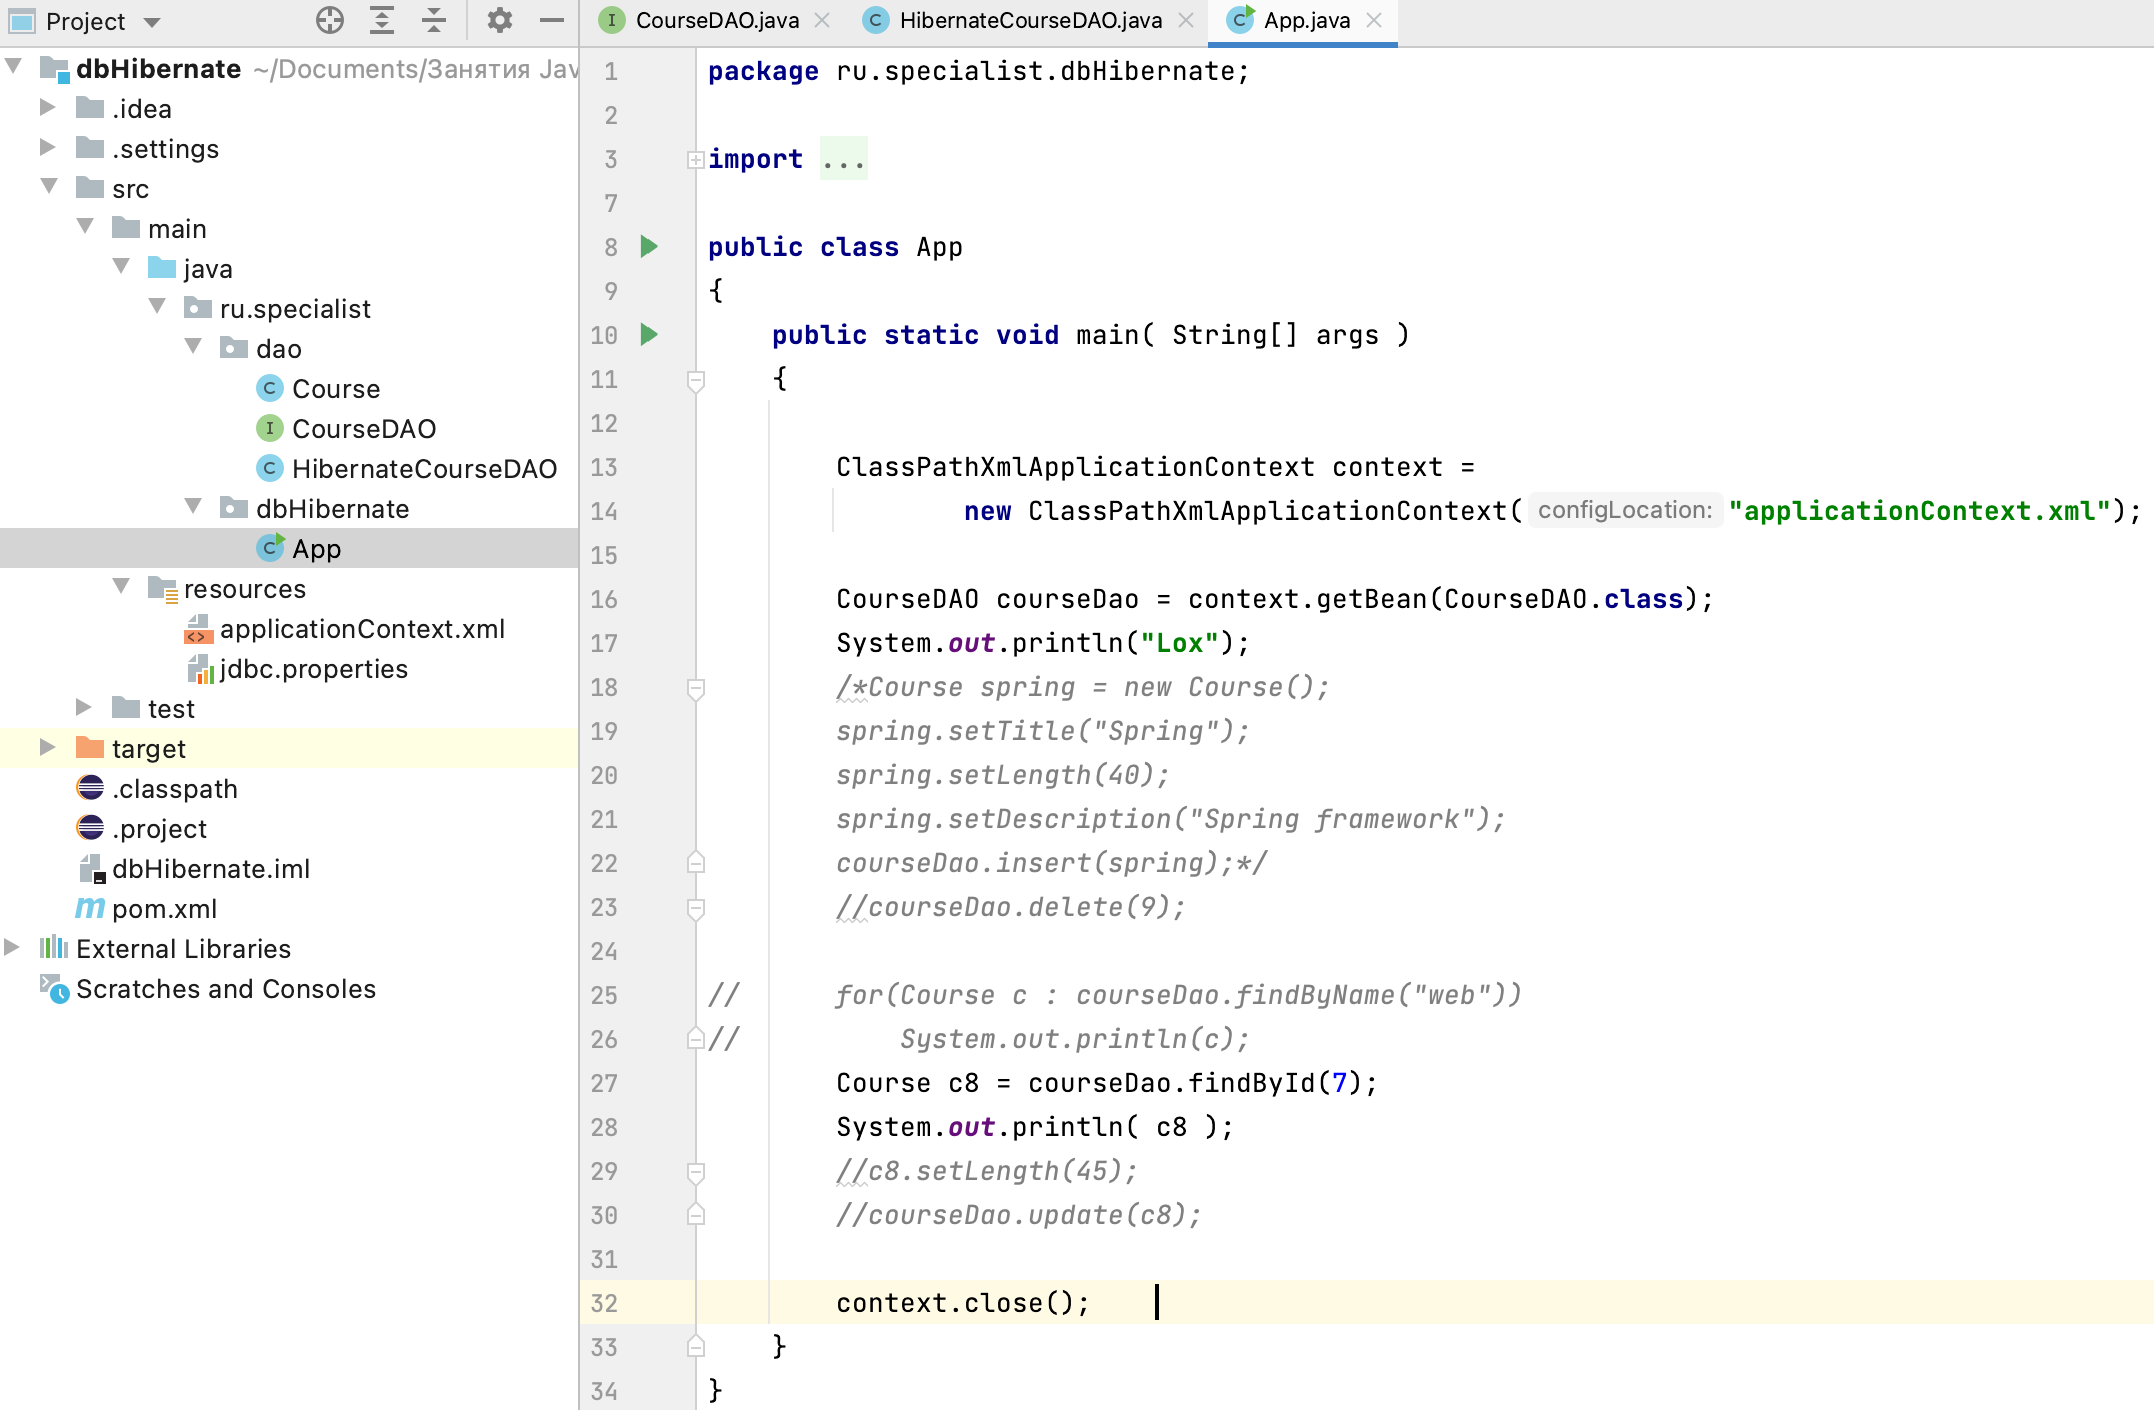 Project
dbHibernate ~/Documents/Занятия Jav
.idea
.settings
src
main
java
ru.specialist
dao
Course
CourseDAO
HibernateCourseDAO
dbHibernate
App
resources
applicationContext.xml
jdbc.properties
test
target
.classpath
.project
dbHibernate.iml
pom.xml
External Libraries
Scratches and Consoles
CourseDAO.java HibernateCourseDAO.java App.java
1 package ru.specialist.dbHibernate;
2
3 import ...
7
8 public class App
9 {
10 public static void main( String[] args )
11 {
12
13 ClassPathXmlApplicationContext context =
14 new ClassPathXmlApplicationContext( configLocation: "applicationContext.xml");
15
16 CourseDAO courseDao = context.getBean(CourseDAO.class);
17 System.out.println("Lox");
18 /*Course spring = new Course();
19 spring.setTitle("Spring");
20 spring.setLength(40);
21 spring.setDescription("Spring framework");
22 courseDao.insert(spring);*/
23 //courseDao.delete(9);
24
25 // for(Course c : courseDao.findByName("web"))
26 // System.out.println(c);
27 Course c8 = courseDao.findById(7);
28 System.out.println( c8 );
29 //c8.setLength(45);
30 //courseDao.update(c8);
31
32 context.close();
33 }
34 }